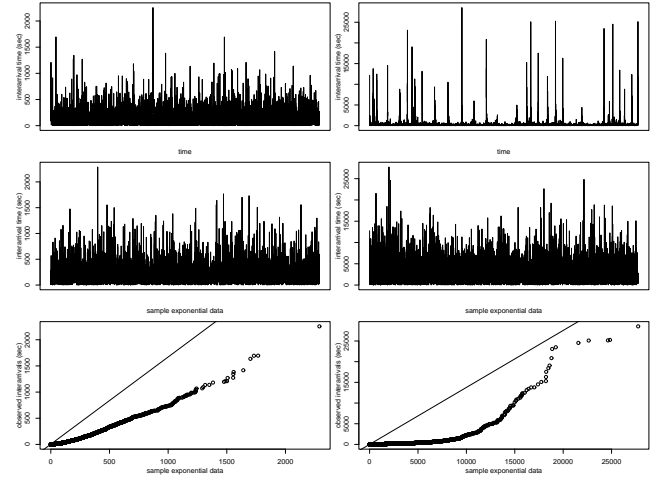 interarrival time (sec)
0 500 1000 1500 2000
time
interarrival time (sec)
0 5000 15000 25000
time
interarrival time (sec)
0 500 1000 1500 2000
sample exponential data
interarrival time (sec)
0 5000 15000 25000
sample exponential data
observed interarrivals (sec)
0 500 1000 1500 2000
0 500 1000 1500 2000
sample exponential data
observed interarrivals (sec)
0 5000 15000 25000
0 5000 10000 15000 20000 25000
sample exponential data